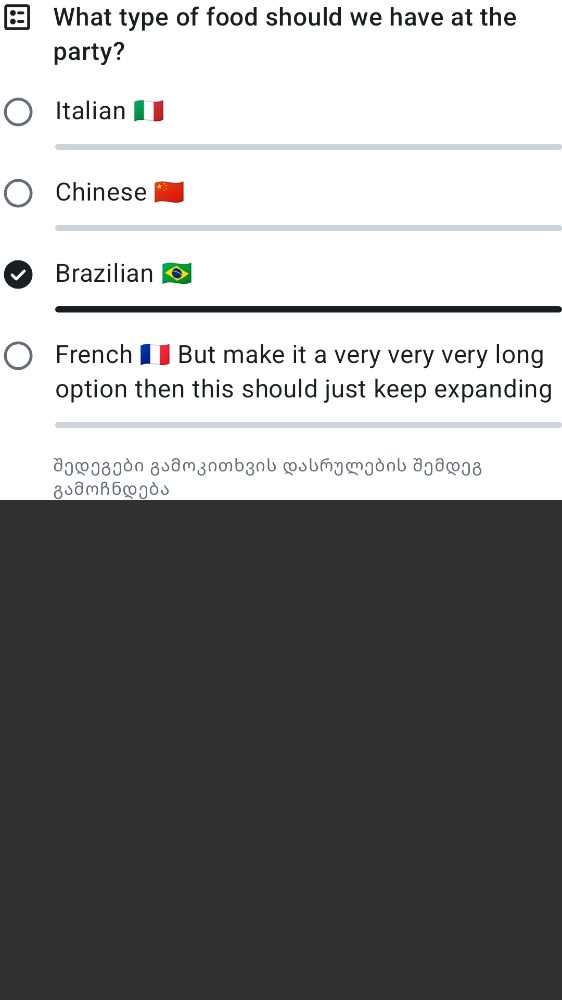 What type of food should we have at the
party?
Italian 🇮🇹
Chinese 🇨🇳
Brazilian 🇧🇷
French 🇫🇷 But make it a very very very long
option then this should just keep expanding
შედეგები გამოკითხვის დასრულების შემდეგ
გამოჩნდება